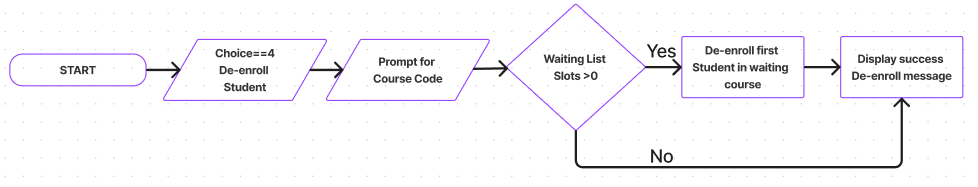 START
Choice==4
De-enroll
Student
Prompt for
Course Code
Waiting List
Slots >0
Yes
De-enroll first
Student in waiting
course
Display success
De-enroll message
No